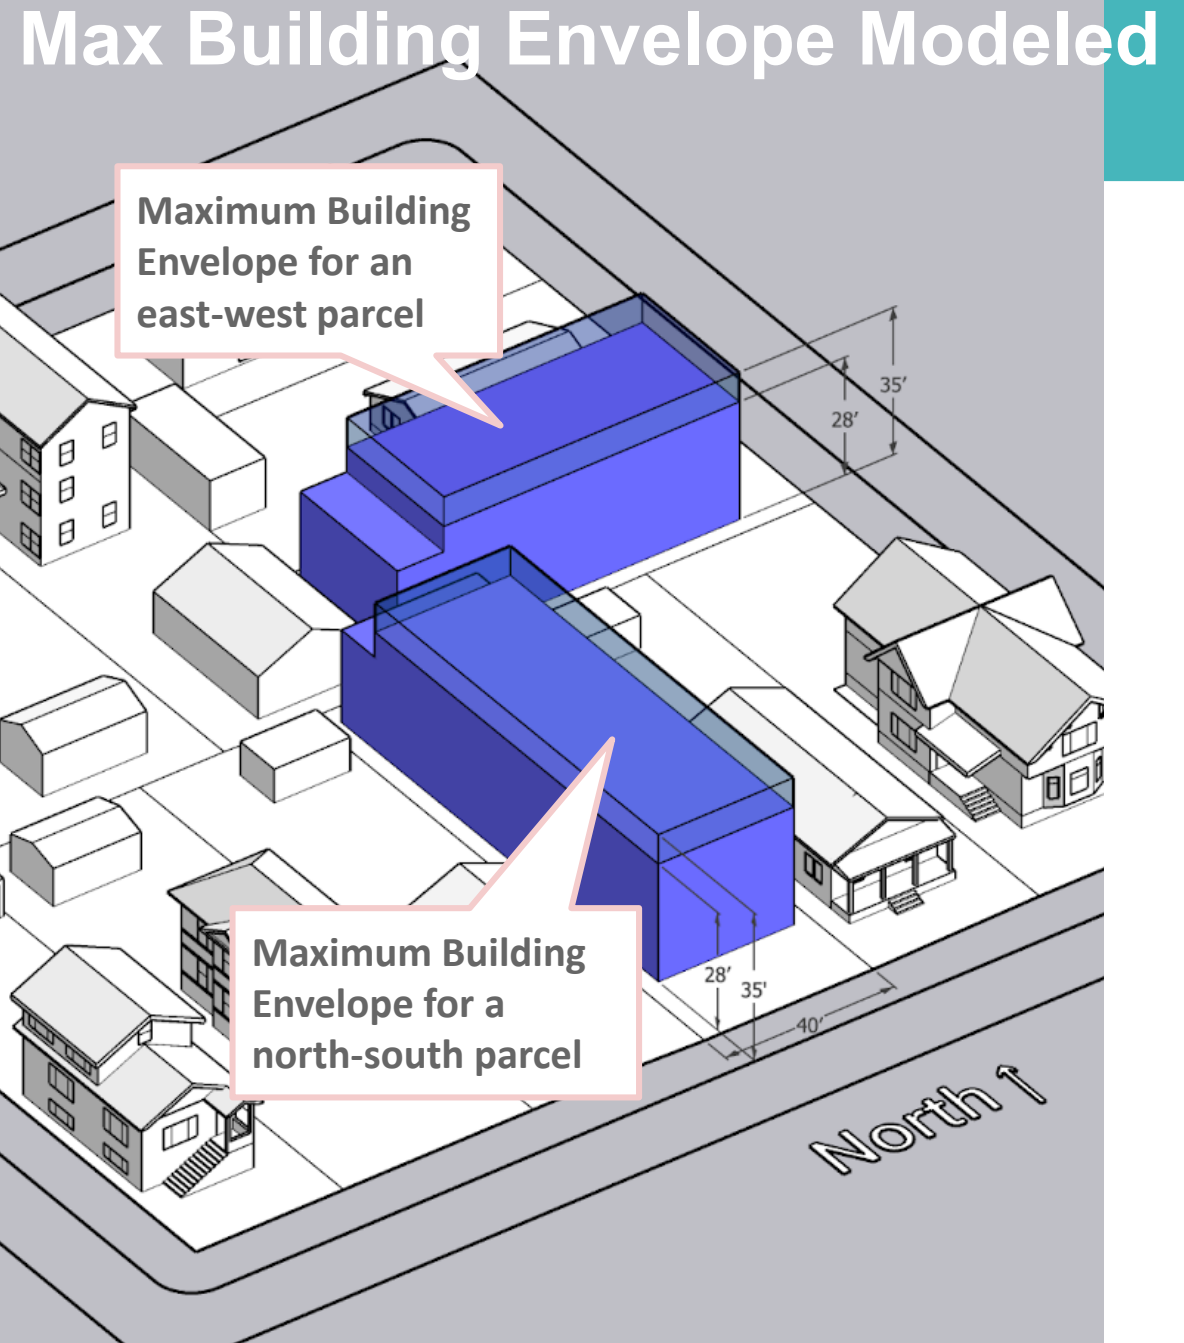 Max Building Envelope Modeled
Maximum Building
Envelope for an
east-west parcel
35′
28′
Maximum Building
Envelope for a
north-south parcel
28′
35'
40′
North